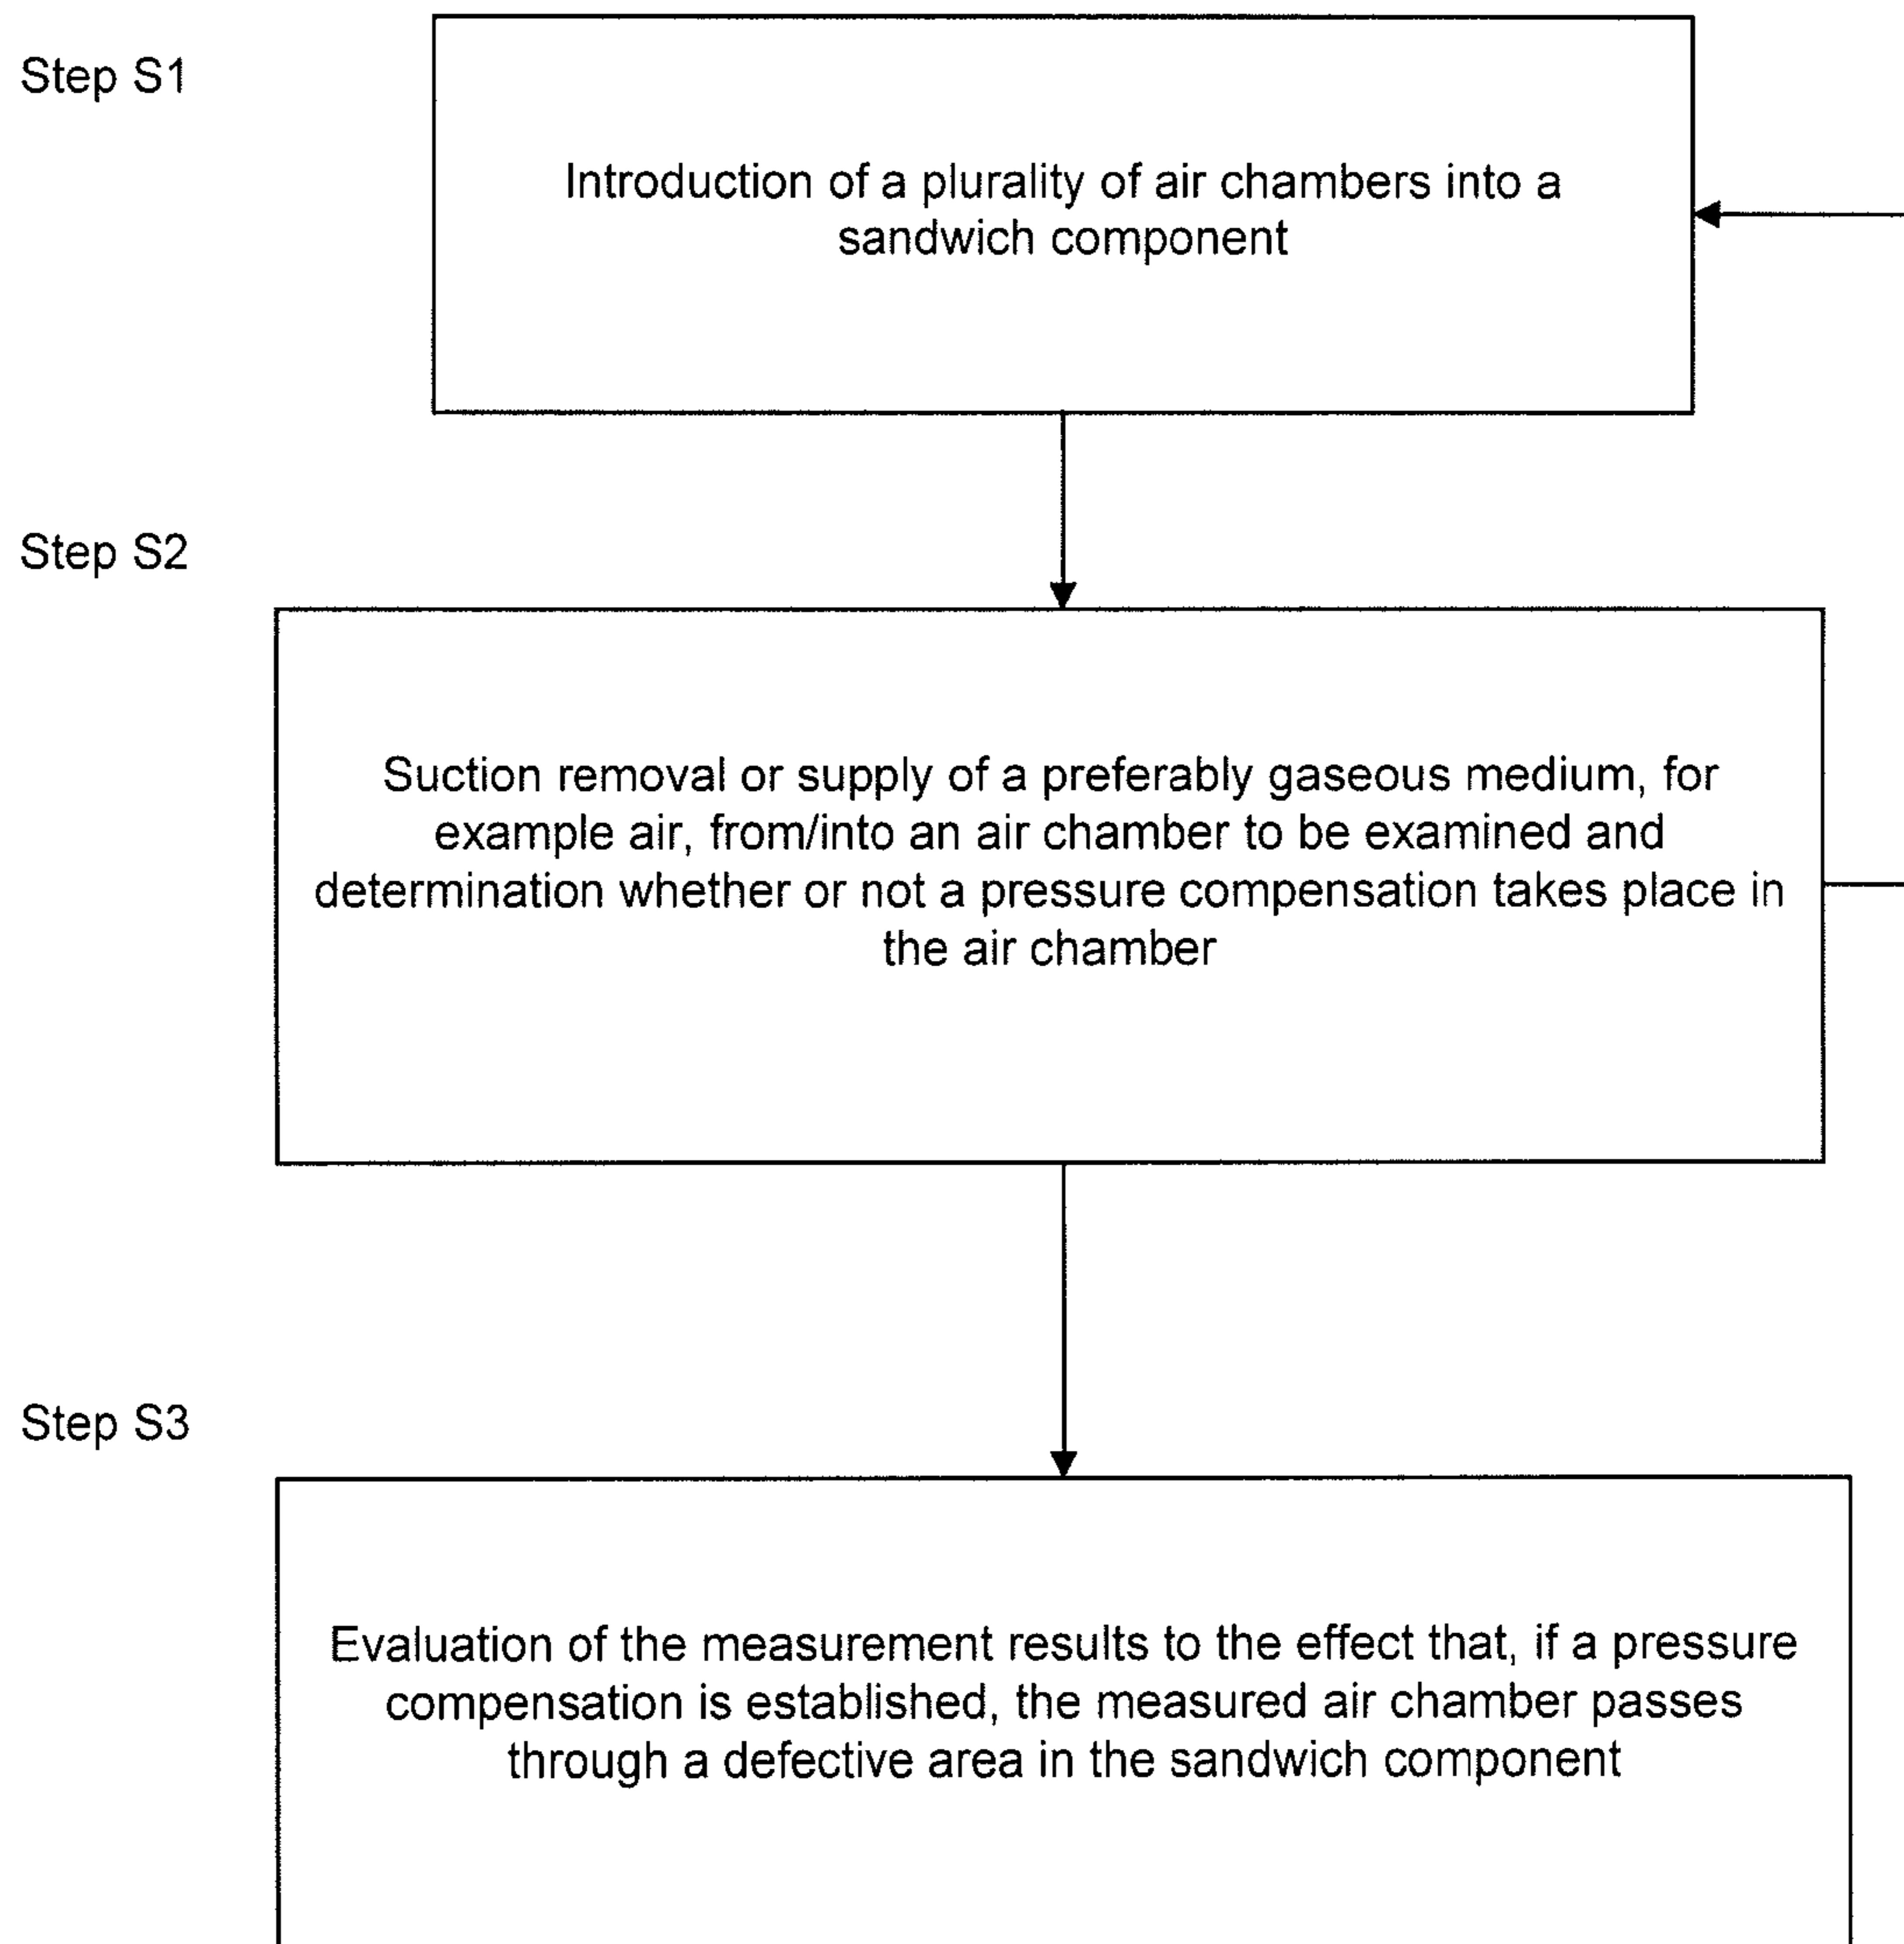 Step S1
Introduction of a plurality of air chambers into a
sandwich component
Step S2
Suction removal or supply of a preferably gaseous medium, for
example air, from/into an air chamber to be examined and
determination whether or not a pressure compensation takes place in
the air chamber
Step S3
Evaluation of the measurement results to the effect that, if a pressure
compensation is established, the measured air chamber passes
through a defective area in the sandwich component